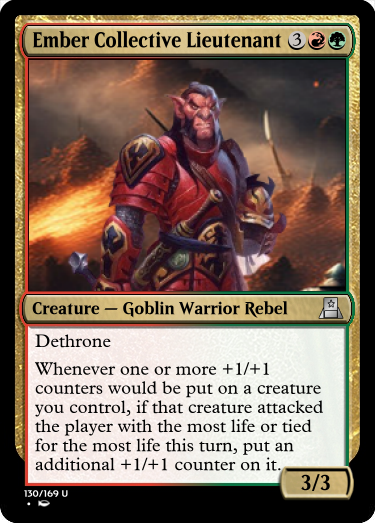 Ember Collective Lieutenant 3
Creature — Goblin Warrior Rebel
Dethrone
Whenever one or more +1/+1
counters would be put on a creature
you control, if that creature attacked
the player with the most life or tied
for the most life this turn, put an
additional +1/+1 counter on it.
3/3
130/169 U